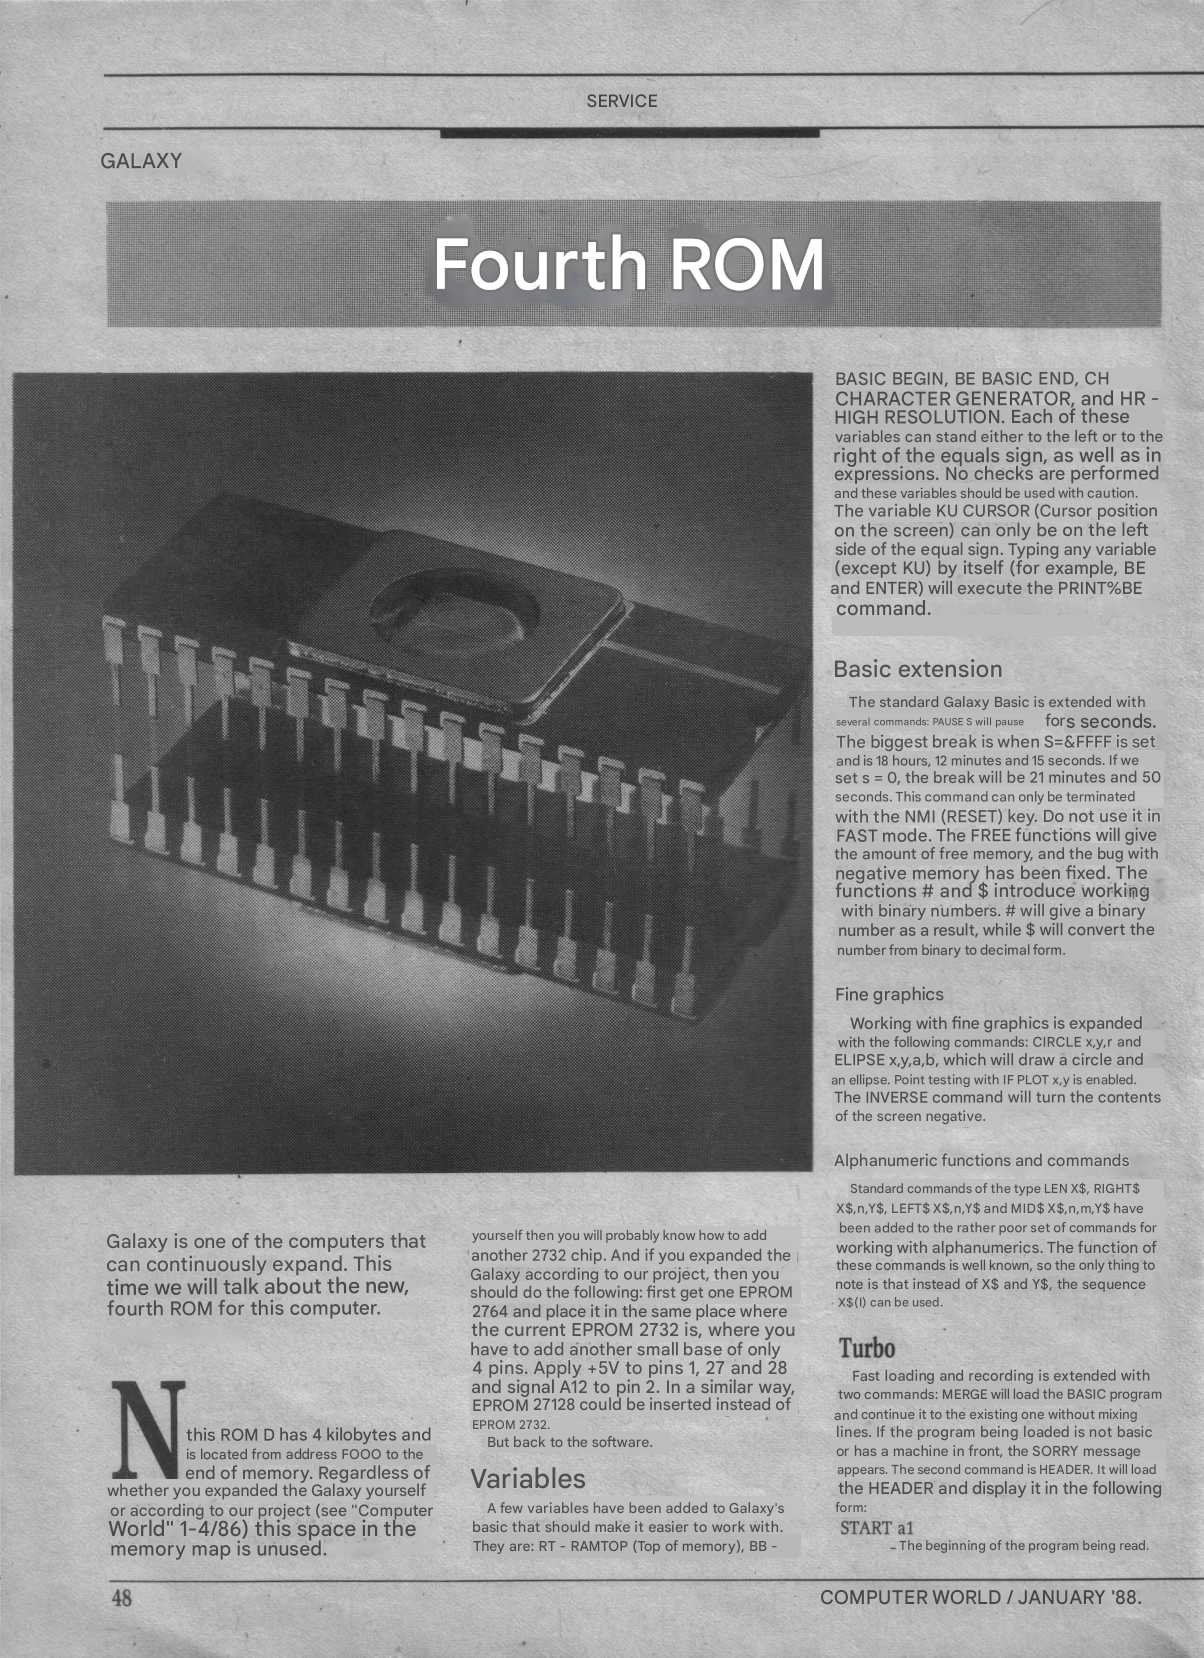 SERVICE
GALAXY
Fourth ROM
Galaxy is one of the computers that
can continuously expand. This
time we will talk about the new,
fourth ROM for this computer.
N
this ROM D has 4 kilobytes and
is located from address FOOO to the
end of memory. Regardless of
whether you expanded the Galaxy yourself
or according to our project (see "Computer
World" 1-4/86) this space in the
memory map is unused.
yourself then you will probably know how to add
another 2732 chip. And if you expanded the
Galaxy according to our project, then you
should do the following: first get one EPROM
2764 and place it in the same place where
the current EPROM 2732 is, where you
have to add another small base of only
4 pins. Apply +5V to pins 1, 27 and 28
and signal A12 to pin 2. In a similar way,
EPROM 27128 could be inserted instead of
EPROM 2732.
But back to the software.
Variables
A few variables have been added to Galaxy's
basic that should make it easier to work with.
They are: RT - RAMTOP (Top of memory), BB -
BASIC BEGIN, BE BASIC END, CH
CHARACTER GENERATOR, and HR -
HIGH RESOLUTION. Each of these
variables can stand either to the left or to the
right of the equals sign, as well as in
expressions. No checks are performed
and these variables should be used with caution.
The variable KU CURSOR (Cursor position
on the screen) can only be on the left
side of the equal sign. Typing any variable
(except KU) by itself (for example, BE
and ENTER) will execute the PRINT%BE
command.
Basic extension
The standard Galaxy Basic is extended with
several commands: PAUSE S will pause fors seconds.
The biggest break is when S=&FFFF is set
and is 18 hours, 12 minutes and 15 seconds. If we
set s = 0, the break will be 21 minutes and 50
seconds. This command can only be terminated
with the NMI (RESET) key. Do not use it in
FAST mode. The FREE functions will give
the amount of free memory, and the bug with
negative memory has been fixed. The
functions # and $ introduce working
with binary numbers. # will give a binary
number as a result, while $ will convert the
number from binary to decimal form.
Fine graphics
Working with fine graphics is expanded
with the following commands: CIRCLE x,y,r and
ELIPSE x,y,a,b, which will draw a circle and
an ellipse. Point testing with IF PLOT x,y is enabled.
The INVERSE command will turn the contents
of the screen negative.
Alphanumeric functions and commands
Standard commands of the type LEN X$, RIGHT$
X$,n,Y$, LEFT$ X$,n,Y$ and MID$ X$,n,m,Y$ have
been added to the rather poor set of commands for
working with alphanumerics. The function of
these commands is well known, so the only thing to
note is that instead of X$ and Y$, the sequence
X$(I) can be used.
Turbo
Fast loading and recording is extended with
two commands: MERGE will load the BASIC program
and continue it to the existing one without mixing
lines. If the program being loaded is not basic
or has a machine in front, the SORRY message
appears. The second command is HEADER. It will load
the HEADER and display it in the following
form:
START a1
– The beginning of the program being read.
48
COMPUTER WORLD / JANUARY '88.